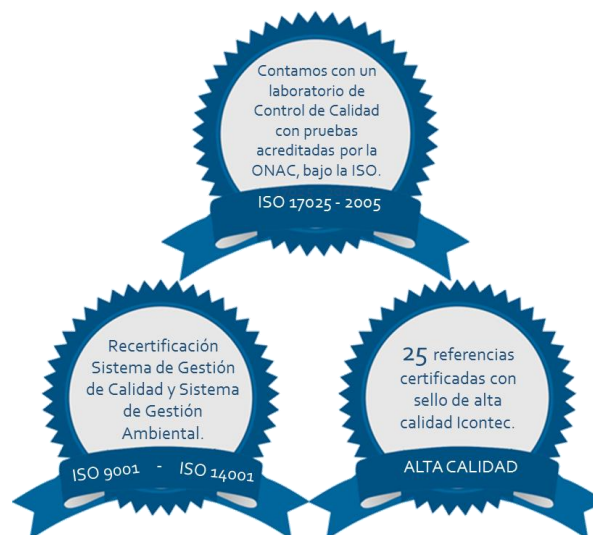 Contamos con un
laboratorio de
Control de Calidad
con pruebas
acreditadas por la
ONAC, bajo la ISO.
ISO 17025 - 2005
Recertificación
Sistema de Gestión
de Calidad y Sistema
de Gestión
Ambiental.
ISO 9001 - ISO 14001
25 referencias
certificadas con
sello de alta
calidad Icontec.
ALTA CALIDAD